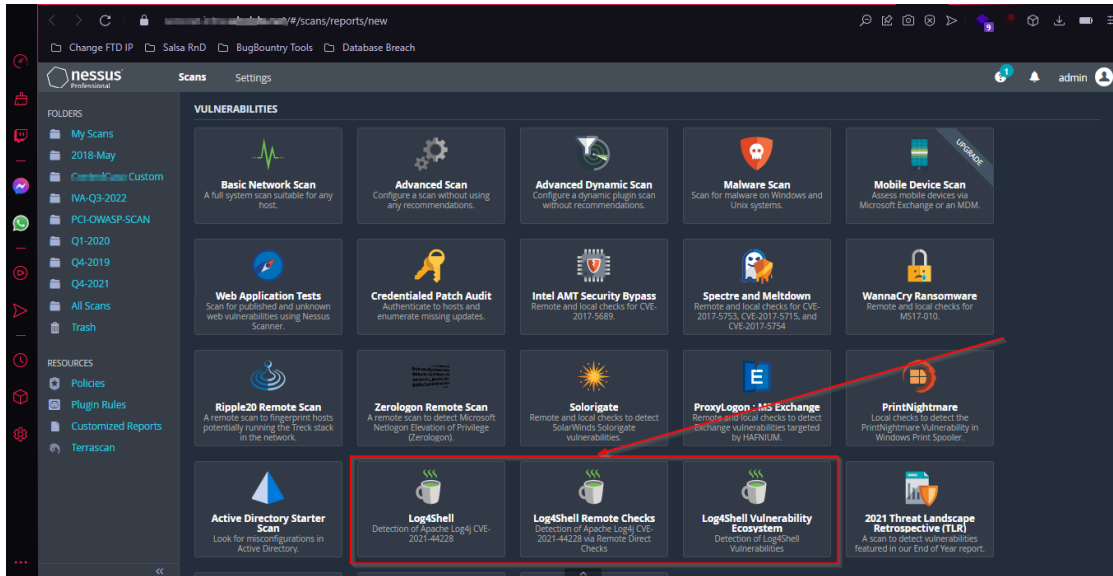 /#/scans/reports/new
9
Change FTD IP
Salsa RnD
BugBountry Tools
Database Breach
nessus
Professional
Scans
Settings
1
admin
FOLDERS
My Scans
2018-May
Custom
IVA-Q3-2022
PCI-OWASP-SCAN
Q1-2020
Q4-2019
Q4-2021
All Scans
Trash
RESOURCES
Policies
Plugin Rules
Customized Reports
Terrascan
VULNERABILITIES
Basic Network Scan
A full system scan suitable for any
host.
Advanced Scan
Configure a scan without using
any recommendations.
Advanced Dynamic Scan
Configure a dynamic plugin scan
without recommendations.
Malware Scan
Scan for malware on Windows and
Unix systems.
UPGRADE
Mobile Device Scan
Assess mobile devices via
Microsoft Exchange or an MDM.
Web Application Tests
Scan for published and unknown
web vulnerabilities using Nessus
Scanner.
Credentialed Patch Audit
Authenticate to hosts and
enumerate missing updates.
Intel AMT Security Bypass
Remote and local checks for CVE-
2017-5689.
Spectre and Meltdown
Remote and local checks for CVE-
2017-5753, CVE-2017-5715, and
CVE-2017-5754
WannaCry Ransomware
Remote and local checks for
MS17-010.
Ripple20 Remote Scan
A remote scan to fingerprint hosts
potentially running the Treck stack
in the network.
Zerologon Remote Scan
A remote scan to detect Microsoft
Netlogon Elevation of Privilege
(Zerologon).
Solorigate
Remote and local checks to detect
SolarWinds Solorigate
vulnerabilities.
E
ProxyLogon : MS Exchange
Remote and local checks to detect
Exchange vulnerabilities targeted
by HAFNIUM.
PrintNightmare
Local checks to detect the
PrintNightmare Vulnerability in
Windows Print Spooler.
Active Directory Starter
Scan
Look for misconfigurations in
Active Directory.
Log4Shell
Detection of Apache Log4j CVE-
2021-44228
Log4Shell Remote Checks
Detection of Apache Log4j CVE-
2021-44228 via Remote Direct
Checks
Log4Shell Vulnerability
Ecosystem
Detection of Log4Shell
Vulnerabilities
2021 Threat Landscape
Retrospective (TLR)
A scan to detect vulnerabilities
featured in our End of Year report.